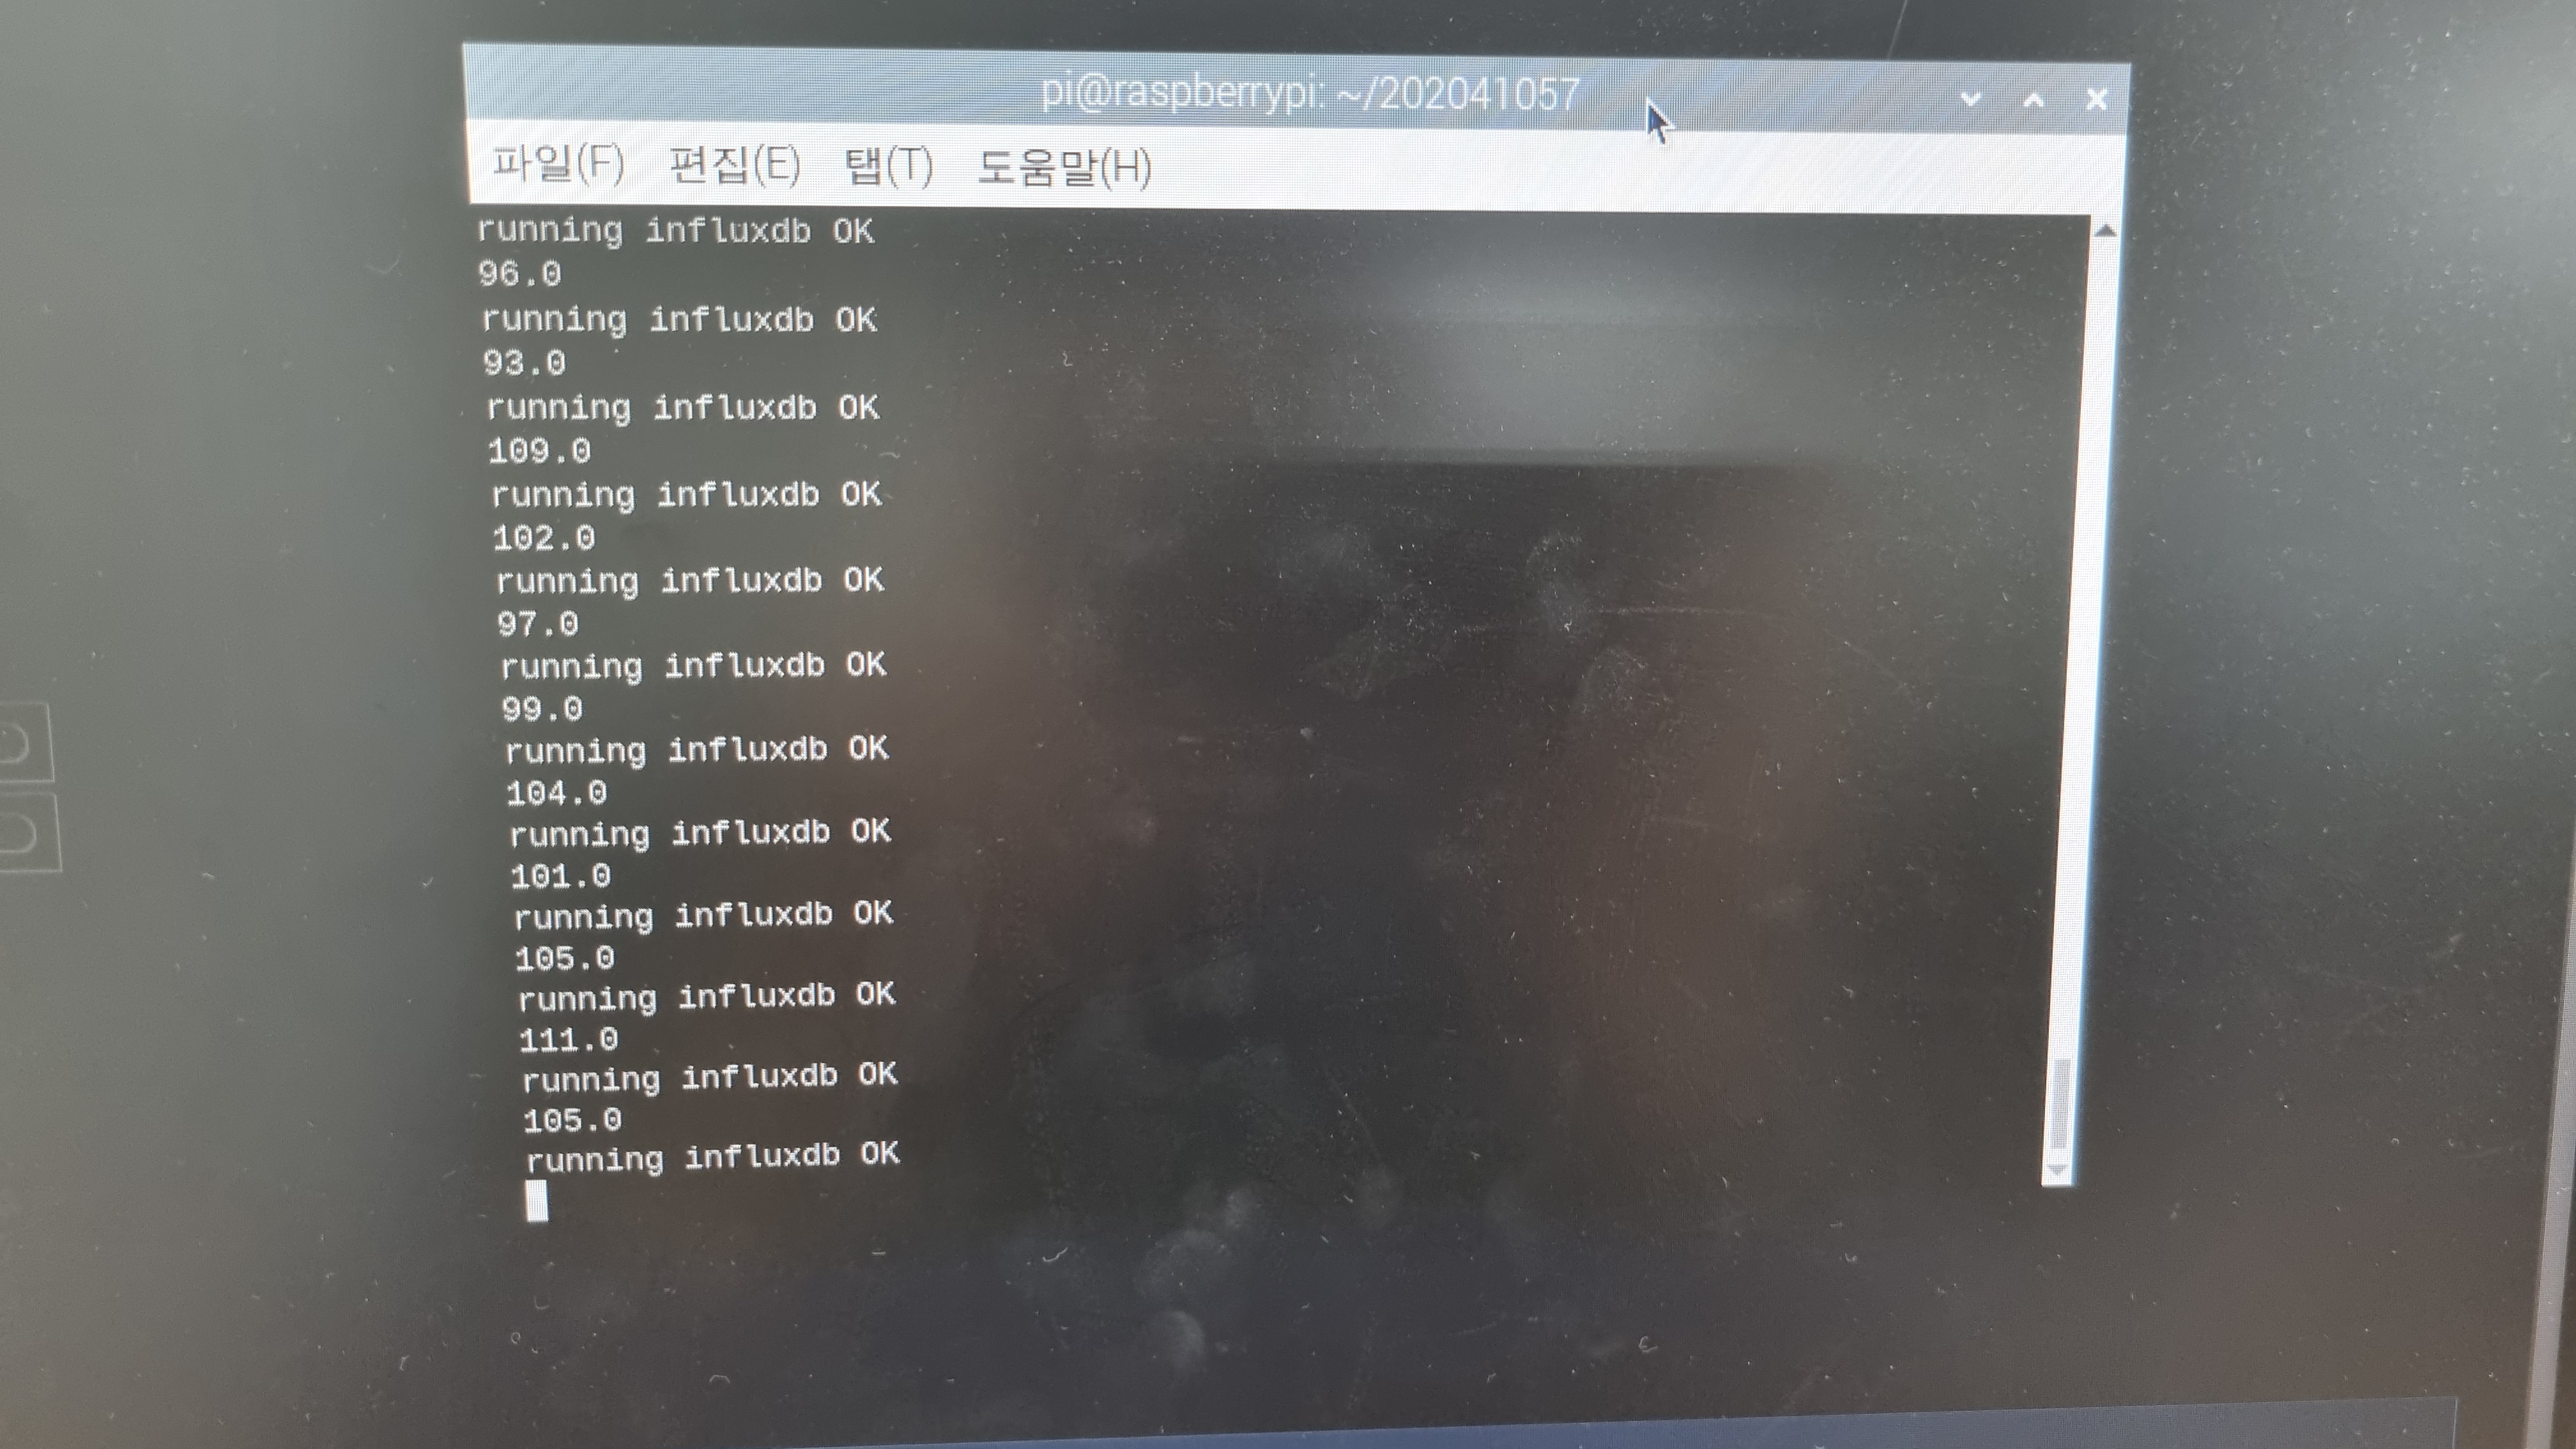 pi@raspberrypi: ~/202041057
파일(F) 편집(E) 탭(T) 도움말(H)
running influxdb OK
96.0
running influxdb OK
93.0
running influxdb OK
109.0
running influxdb OK
102.0
running influxdb OK
97.0
running influxdb OK
99.0
running influxdb OK
104.0
running influxdb OK
101.0
running influxdb OK
105.0
running influxdb OK
111.0
running influxdb OK
105.0
running influxdb OK